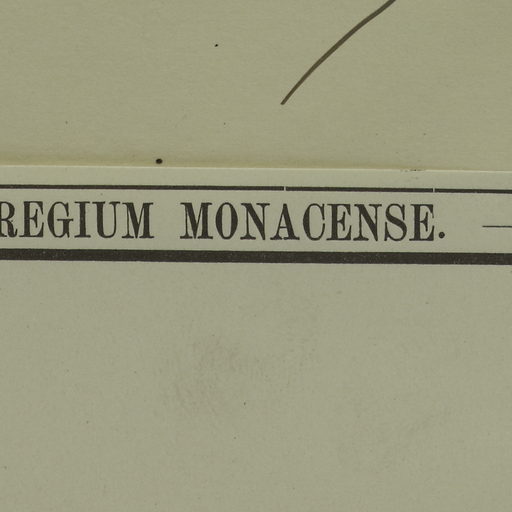 REGIUM MONACENSE. —